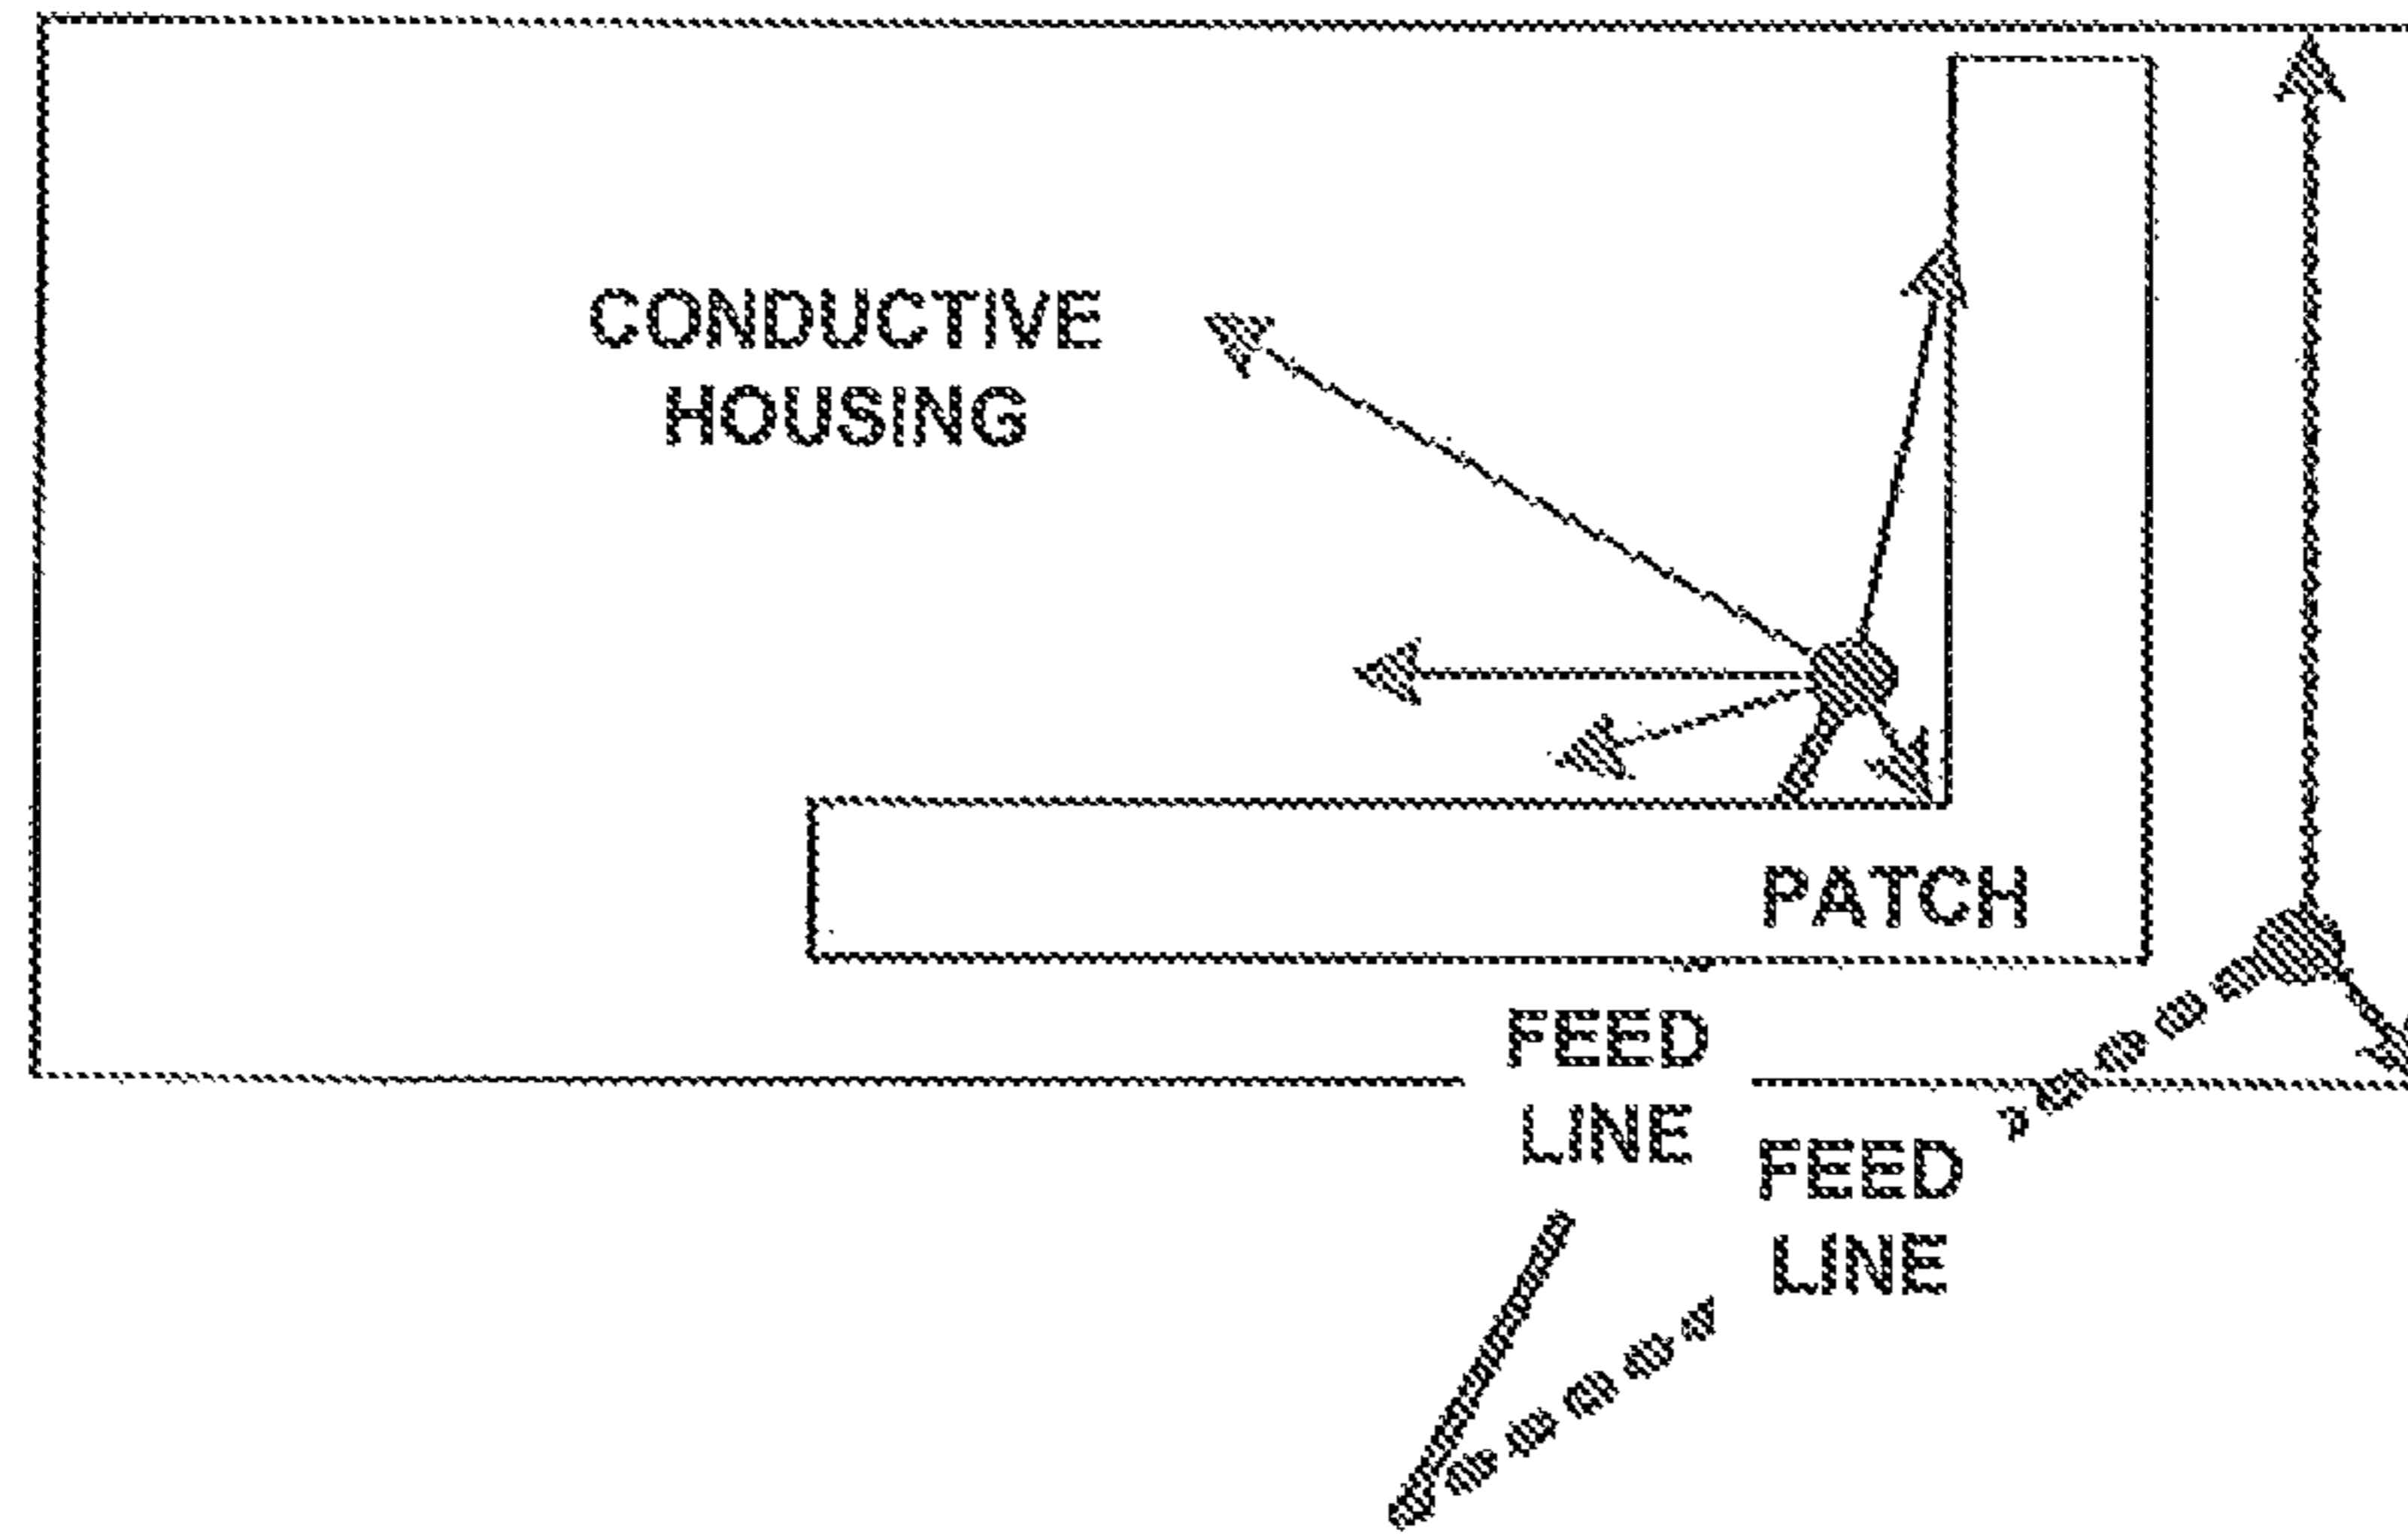 CONDUCTIVE
HOUSING
PATCH
FEED
LINE
FEED
LINE